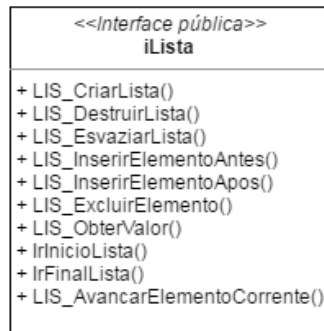 <<Interface pública>>
iLista
+ LIS_CriarLista()
+ LIS_DestruirLista()
+ LIS_EsvaziarLista()
+ LIS_InserirElementoAntes()
+ LIS_InserirElementoApos()
+ LIS_ExcluirElemento()
+ LIS_ObterValor()
+ IrInicioLista()
+ IrFinalLista()
+ LIS_AvancarElementoCorrente()